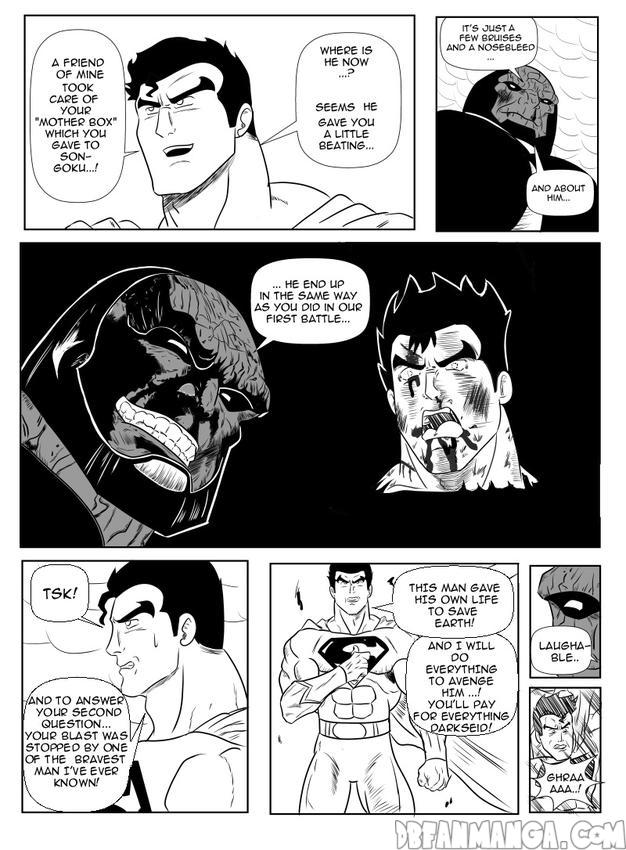 A FRIEND
OF MINE
TOOK
CARE OF
YOUR
"MOTHER BOX"
WHICH YOU
GAVE TO
SON-
GOKU...!
WHERE IS
HE NOW
...?
SEEMS HE
GAVE YOU
A LITTLE
BEATING...
IT'S JUST A
FEW BRUISES
AND A NOSEBLEED
...
AND ABOUT
HIM...
... HE END UP
IN THE SAME WAY
AS YOU DID IN OUR
FIRST BATTLE...
TSK!
AND TO ANSWER
YOUR SECOND
QUESTION...
YOUR BLAST WAS
STOPPED BY ONE
OF THE BRAVEST
MAN I'VE EVER
KNOWN!
THIS MAN GAVE
HIS OWN LIFE
TO SAVE
EARTH!
AND I WILL
DO
EVERYTHING
TO AVENGE
HIM ...!
YOU'LL PAY
FOR EVERYTHING
DARKSEID!
LAUGHA-
BLE..
GHRAA
AAA..!
DBFANMANGA.COM